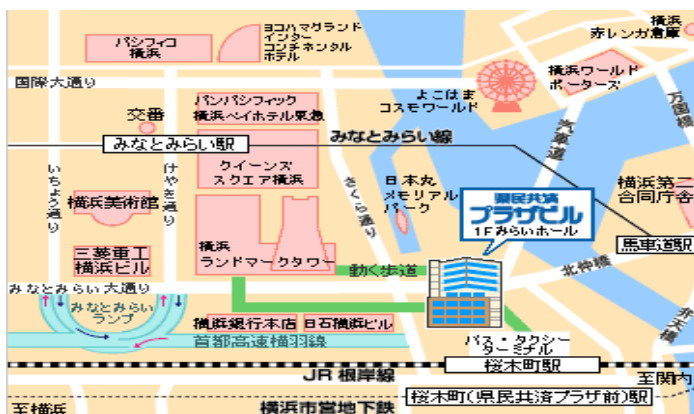 パシフィコ
横浜
ヨコハマグランド
インター
コンチネンタル
ホテル
横浜
赤レンガ倉庫
国際大通り
よこはま
コスモワールド
横浜ワールド
ポーターズ
万国橋
交番
パンパシフィック
横浜ベイホテル東急
みなとみらい線
汽車道
みなとみらい駅
いちょう通り
けやき通り
クイーンズ
スクエア横浜
さくら通り
日本丸
メモリアル
パーク
横浜第二
合同庁舎
横浜美術館
県民共済
プラザビル
1Fみらいホール
馬車道駅
三菱重工
横浜ビル
横浜
ランドマークタワー
動く歩道
北仲橋
みなとみらい大通り
みなとみらい
ランプ
弁天橋
横浜銀行本店
日石横浜ビル
首都高速横羽線
バス・タクシー
ターミナル
桜木町駅
JR根岸線
至関内
桜木町(県民共済プラザ前)駅
至横浜
横浜市営地下鉄